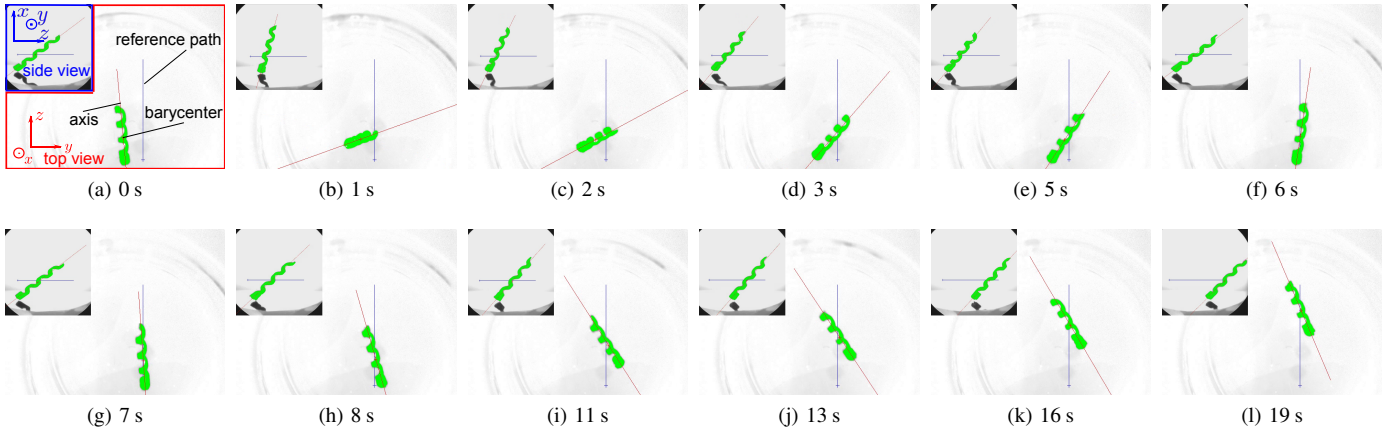 x
y
z
side view
reference path
axis
barycenter
z
y
x
top view
(a) 0 s
(b) 1 s
(c) 2 s
(d) 3 s
(e) 5 s
(f) 6 s
(g) 7 s
(h) 8 s
(i) 11 s
(j) 13 s
(k) 16 s
(l) 19 s